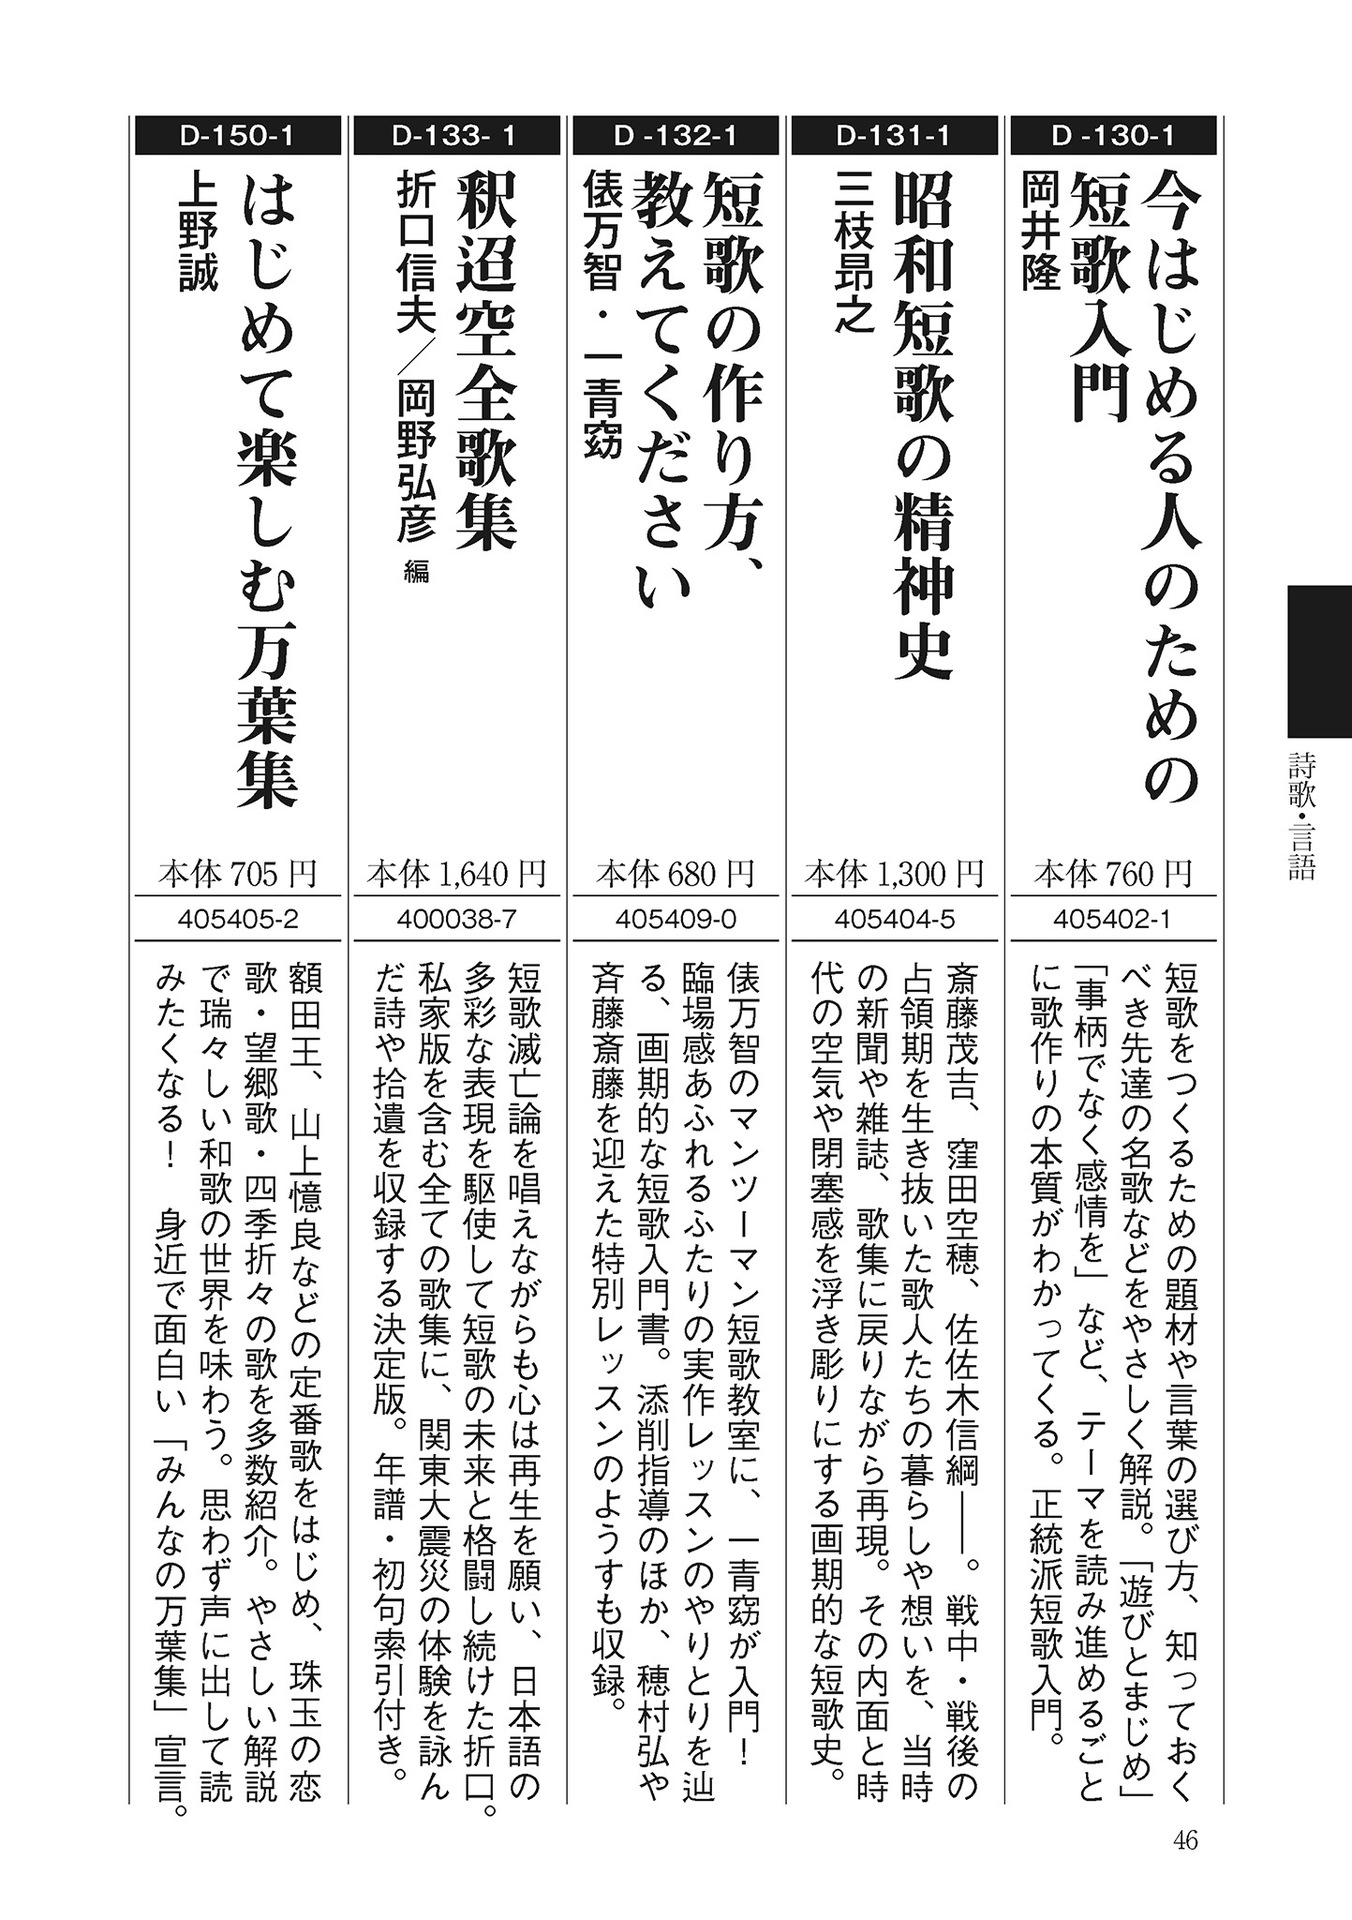 詩歌・言語
D-130-1
今はじめる人のための
短歌入門
岡井隆
本体760円
405402-1
短歌をつくるための題材や言葉の選び方、知っておく
べき先達の名歌などをやさしく解説。「遊びとまじめ」
「事柄でなく感情を」など、テーマを読み進めるごと
に歌作りの本質がわかってくる。正統派短歌入門。
D-131-1
昭和短歌の精神史
三枝昻之
本体1,300円
405404-5
斎藤茂吉、窪田空穂、佐佐木信綱――。戦中・戦後の
占領期を生き抜いた歌人たちの暮らしや想いを、当時
の新聞や雑誌、歌集に戻りながら再現。その内面と時
代の空気や閉塞感を浮き彫りにする画期的な短歌史。
D-132-1
短歌の作り方、
教えてください
俵万智・一青窈
本体680円
405409-0
俵万智のマンツーマン短歌教室に、一青窈が入門!
臨場感あふれるふたりの実作レッスンのやりとりを辿
る、画期的な短歌入門書。添削指導のほか、穂村弘や
斉藤斎藤を迎えた特別レッスンのようすも収録。
D-133-1
釈迢空全歌集
折口信夫/岡野弘彦 編
本体1,640円
400038-7
短歌滅亡論を唱えながらも心は再生を願い、日本語の
多彩な表現を駆使して短歌の未来と格闘し続けた折口。
私家版を含む全ての歌集に、関東大震災の体験を詠ん
だ詩や拾遺を収録する決定版。年譜・初句索引付き。
D-150-1
はじめて楽しむ万葉集
上野誠
本体705円
405405-2
額田王、山上憶良などの定番歌をはじめ、珠玉の恋
歌・望郷歌・四季折々の歌を多数紹介。やさしい解説
で瑞々しい和歌の世界を味わう。思わず声に出して読
みたくなる! 身近で面白い「みんなの万葉集」宣言。
46